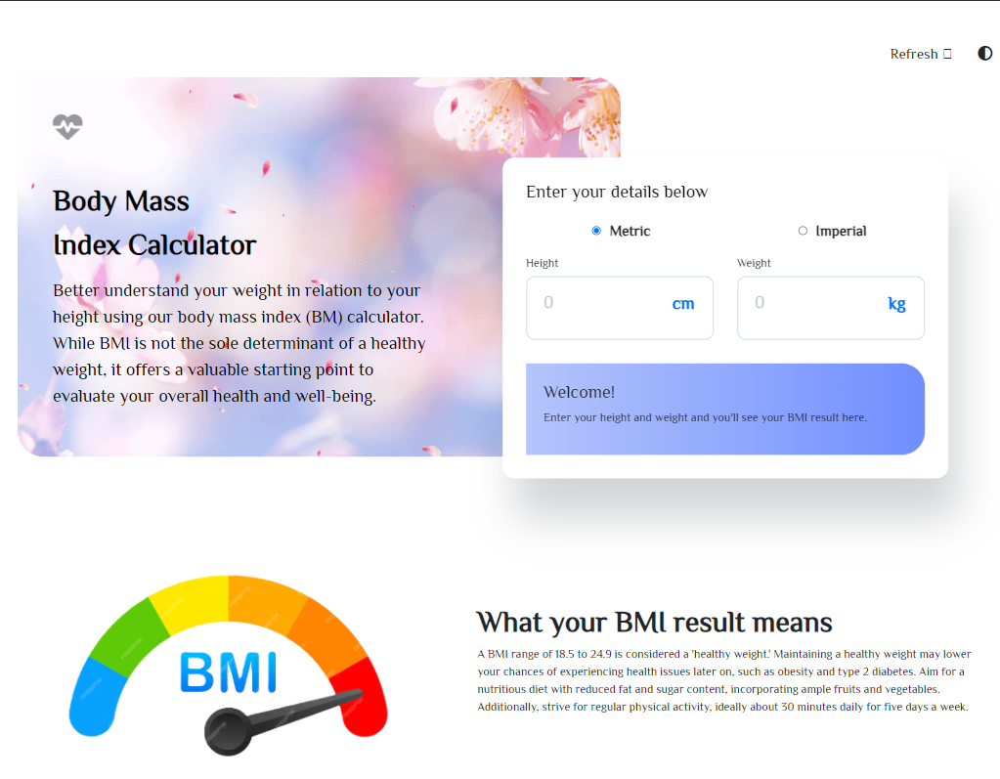 Refresh
Body Mass
Index Calculator
Better understand your weight in relation to your
height using our body mass index (BM) calculator.
While BMI is not the sole determinant of a healthy
weight, it offers a valuable starting point to
evaluate your overall health and well-being.
Enter your details below
Metric
Imperial
Height
Weight
0 cm
0 kg
Welcome!
Enter your height and weight and you'll see your BMI result here.
BMI
What your BMI result means
A BMI range of 18.5 to 24.9 is considered a 'healthy weight.' Maintaining a healthy weight may lower
your chances of experiencing health issues later on, such as obesity and type 2 diabetes. Aim for a
nutritious diet with reduced fat and sugar content, incorporating ample fruits and vegetables.
Additionally, strive for regular physical activity, ideally about 30 minutes daily for five days a week.